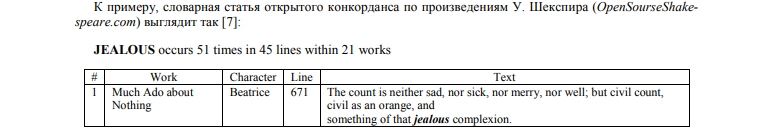 К примеру, словарная статья открытого конкорданса по произведениям У. Шекспира (OpenSourseShake-
speare.com) выглядит так [7]:
JEALOUS occurs 51 times in 45 lines within 21 works
# Work Character Line Text
1 Much Ado about Nothing Beatrice 671 The count is neither sad, nor sick, nor merry, nor well; but civil count,
civil as an orange, and
something of that jealous complexion.